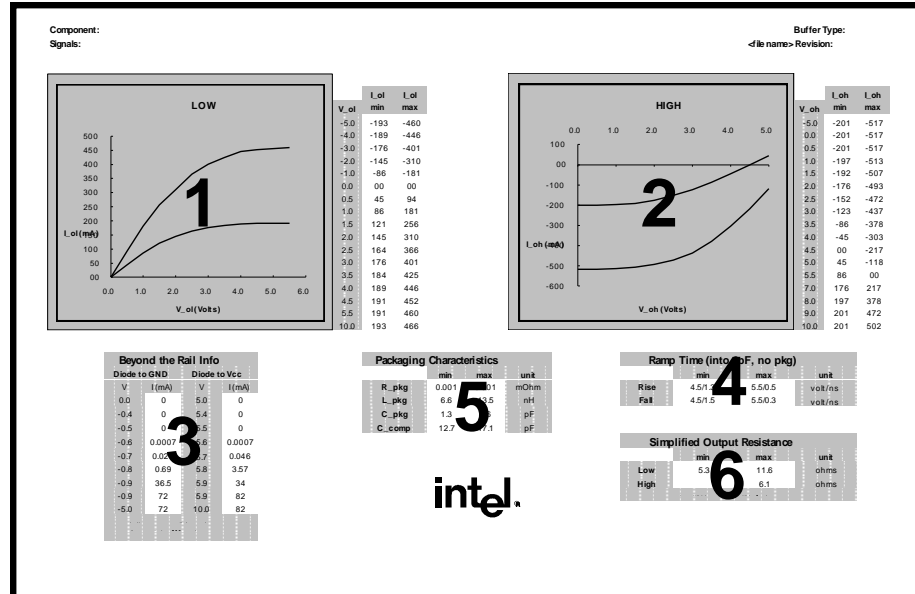 Component:
Buffer Type:
Signals:
<file name> Revision:
LOW
500
450
400
350
300
250
200
150
100
50
00
I_ol (mA)
0.0 1.0 2.0 3.0 4.0 5.0 6.0
V_ol (Volts)
1
I_ol I_ol
V_ol min max
-5.0 -193 -460
-4.0 -189 -446
-3.0 -176 -401
-2.0 -145 -310
-1.0 -86 -181
0.0 00 00
0.5 45 94
1.0 86 181
1.5 121 256
2.0 145 310
2.5 164 366
3.0 176 401
3.5 184 425
4.0 189 446
4.5 191 452
5.5 191 460
10.0 193 466
HIGH
0.0 1.0 2.0 3.0 4.0 5.0
100
00
-100
-200
-300
I_oh (mA)
-500
-600
V_oh (Volts)
2
I_oh I_oh
V_oh min max
-5.0 -201 -517
0.0 -201 -517
0.5 -201 -517
1.0 -197 -513
1.5 -192 -507
2.0 -176 -493
2.5 -152 -472
3.0 -123 -437
3.5 -86 -378
4.0 -45 -303
4.5 00 -217
5.0 45 -118
5.5 86 00
7.0 176 217
8.0 197 378
9.0 201 472
10.0 201 502
Beyond the Rail Info
Diode to GND Diode to Vcc
V I (mA) V I (mA)
0.0 0 5.0 0
-0.4 0 5.4 0
-0.5 0 5.5 0
-0.6 0.0007 5.6 0.0007
-0.7 5.7 0.046
-0.8 0.69 5.8 3.57
-0.9 36.5 5.9 34
-0.9 72 5.9 82
-5.0 72 10.0 82
3
Packaging Characteristics
min max unit
R_pkg 0.001 mOhm
L_pkg 6.6 nH
C_pkg 1.3 pF
C_comp 12.7 17.1 pF
5
intel®
Ramp Time (into pF, no pkg)
min max unit
Rise 5.5/0.5 volt/ns
Fall 4.5/1.5 5.5/0.3 volt/ns
4
Simplified Output Resistance
min max unit
Low 11.6 ohms
High 6.1 ohms
6